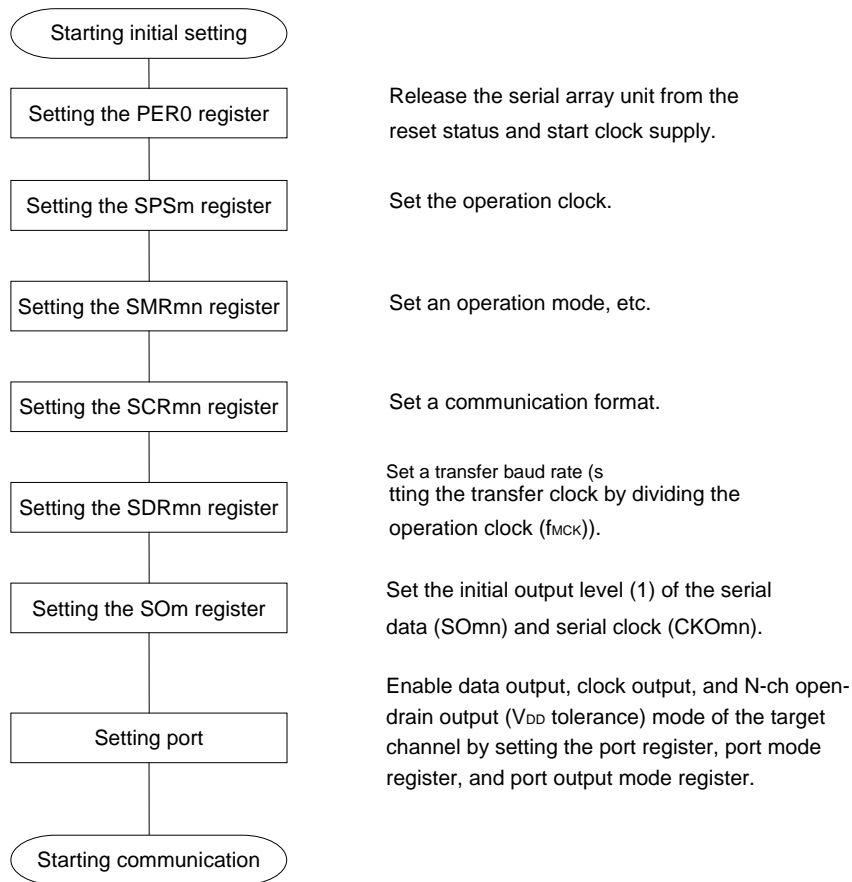 Starting initial setting
Setting the PER0 register
Release the serial array unit from the
reset status and start clock supply.
Setting the SPSm register
Set the operation clock.
Setting the SMRmn register
Set an operation mode, etc.
Setting the SCRmn register
Set a communication format.
Setting the SDRmn register
Set a transfer baud rate (s
tting the transfer clock by dividing the
operation clock (fMCK)).
Setting the SOm register
Set the initial output level (1) of the serial
data (SOmn) and serial clock (CKOmn).
Setting port
Enable data output, clock output, and N-ch open-
drain output (VDD tolerance) mode of the target
channel by setting the port register, port mode
register, and port output mode register.
Starting communication